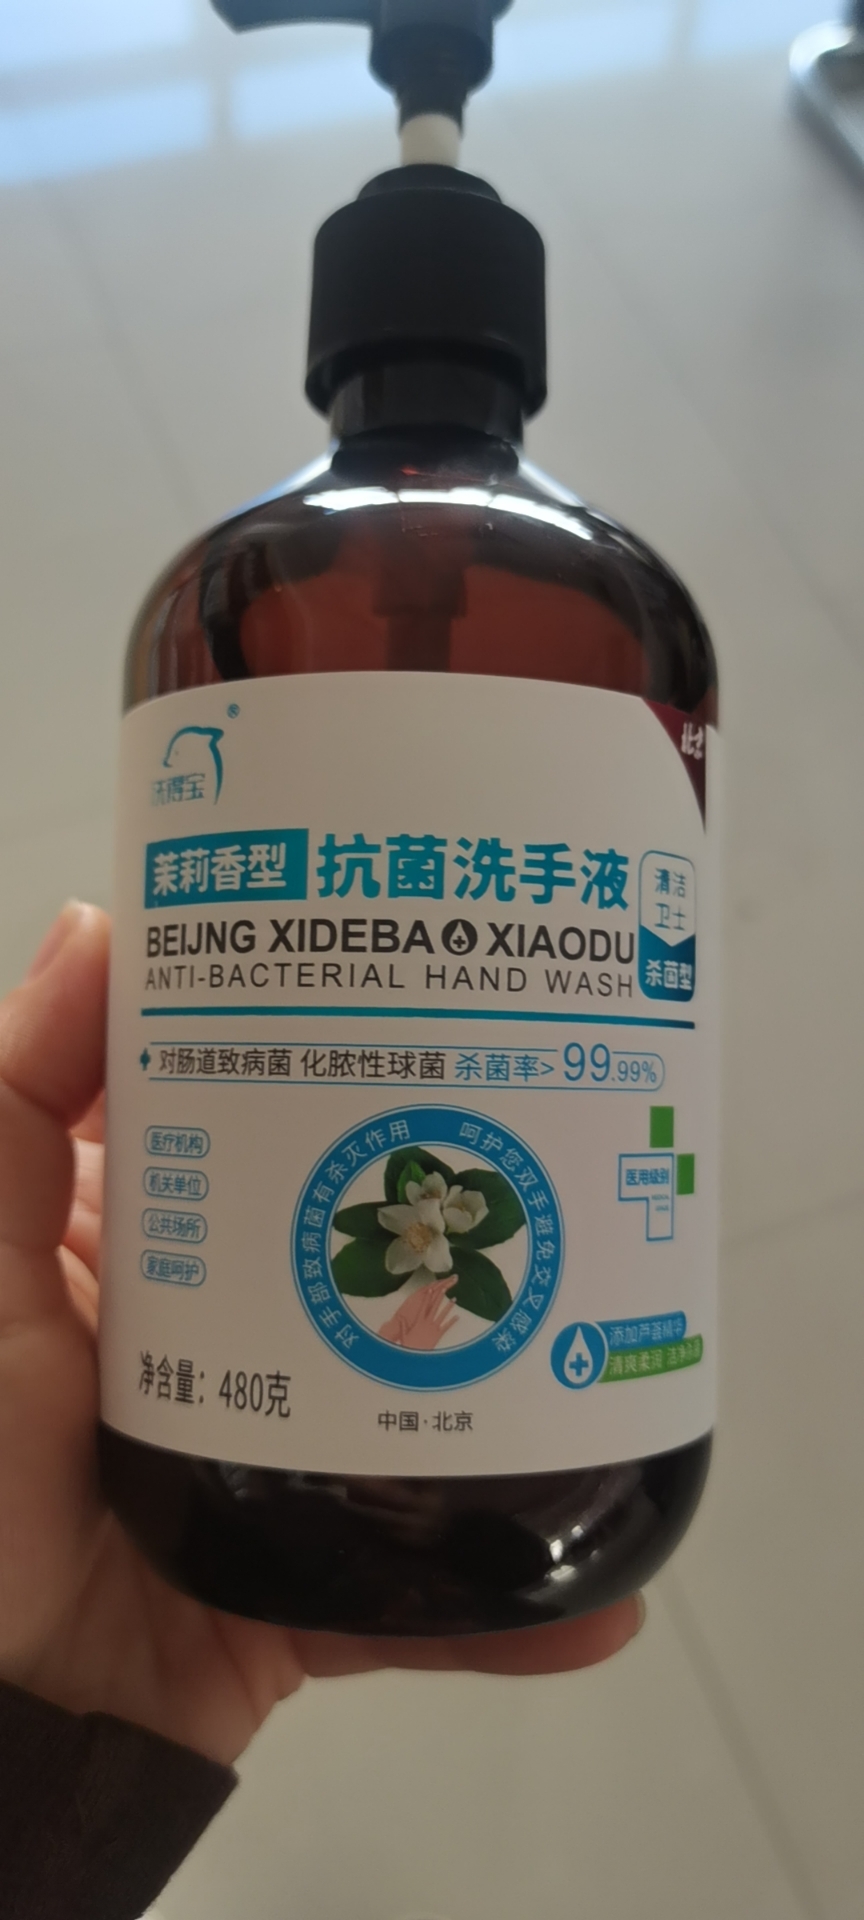 ®
洗得宝
北京
茉莉香型 抗菌洗手液
清洁
卫士
杀菌型
BEIJNG XIDEBA XIAODU
ANTI-BACTERIAL HAND WASH
对肠道致病菌 化脓性球菌 杀菌率> 99.99%
医疗机构
机关单位
公共场所
家庭呵护
对手部致病菌有杀灭作用 呵护您双手避免交叉感染
医用级别
添加芦荟精华
清爽柔润 洁净
净含量：480克
中国·北京